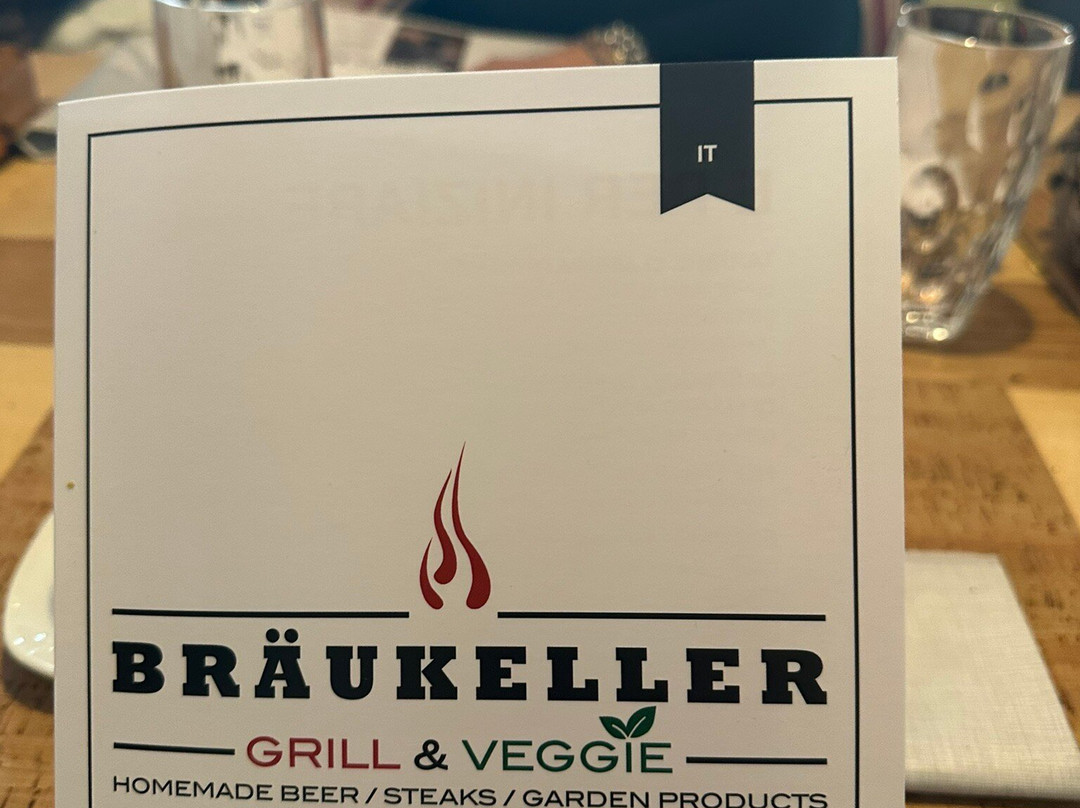 IT
BRÄUKELLER
GRILL & VEGGIE
HOMEMADE BEER / STEAKS / GARDEN PRODUCTS